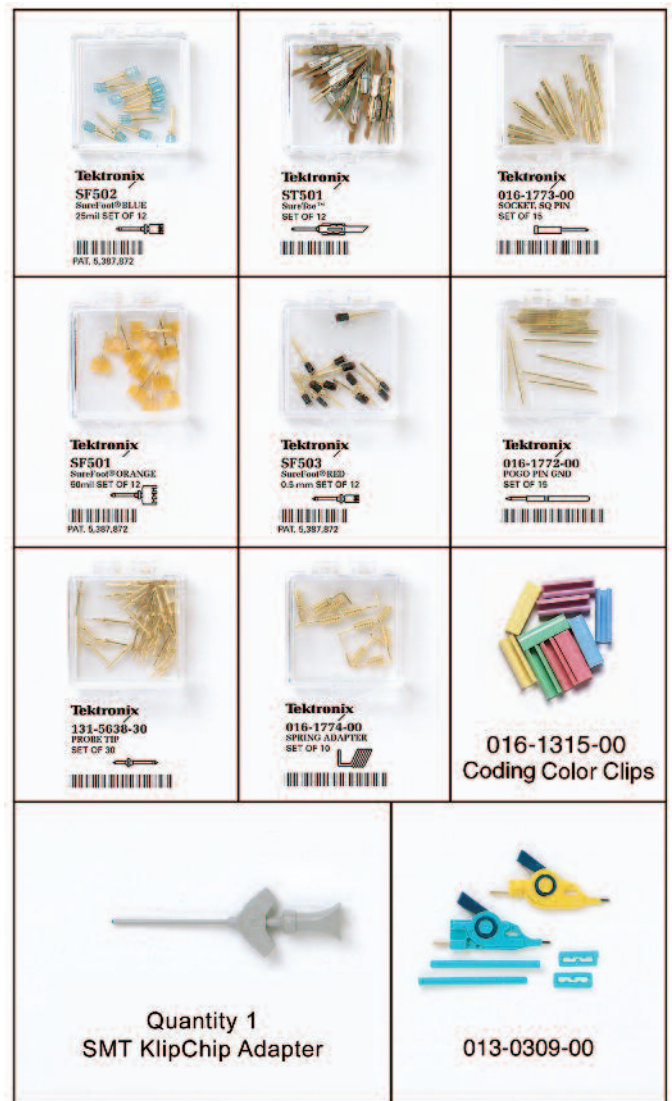 Tektronix
SF502
SureFoot®BLUE
25mil SET OF 12
PAT. 5,387,872
Tektronix
ST501
SureToe™
SET OF 12
Tektronix
016-1773-00
SOCKET, SQ PIN
SET OF 15
Tektronix
SF501
SureFoot®ORANGE
50mil SET OF 12
PAT. 5,387,872
Tektronix
SF503
SureFoot®RED
0.5 mm SET OF 12
PAT. 5,387,872
Tektronix
016-1772-00
POGO PIN GND
SET OF 15
Tektronix
131-5638-30
PROBE TIP
SET OF 30
Tektronix
016-1774-00
SPRING ADAPTER
SET OF 10
016-1315-00
Coding Color Clips
Quantity 1
SMT KlipChip Adapter
013-0309-00